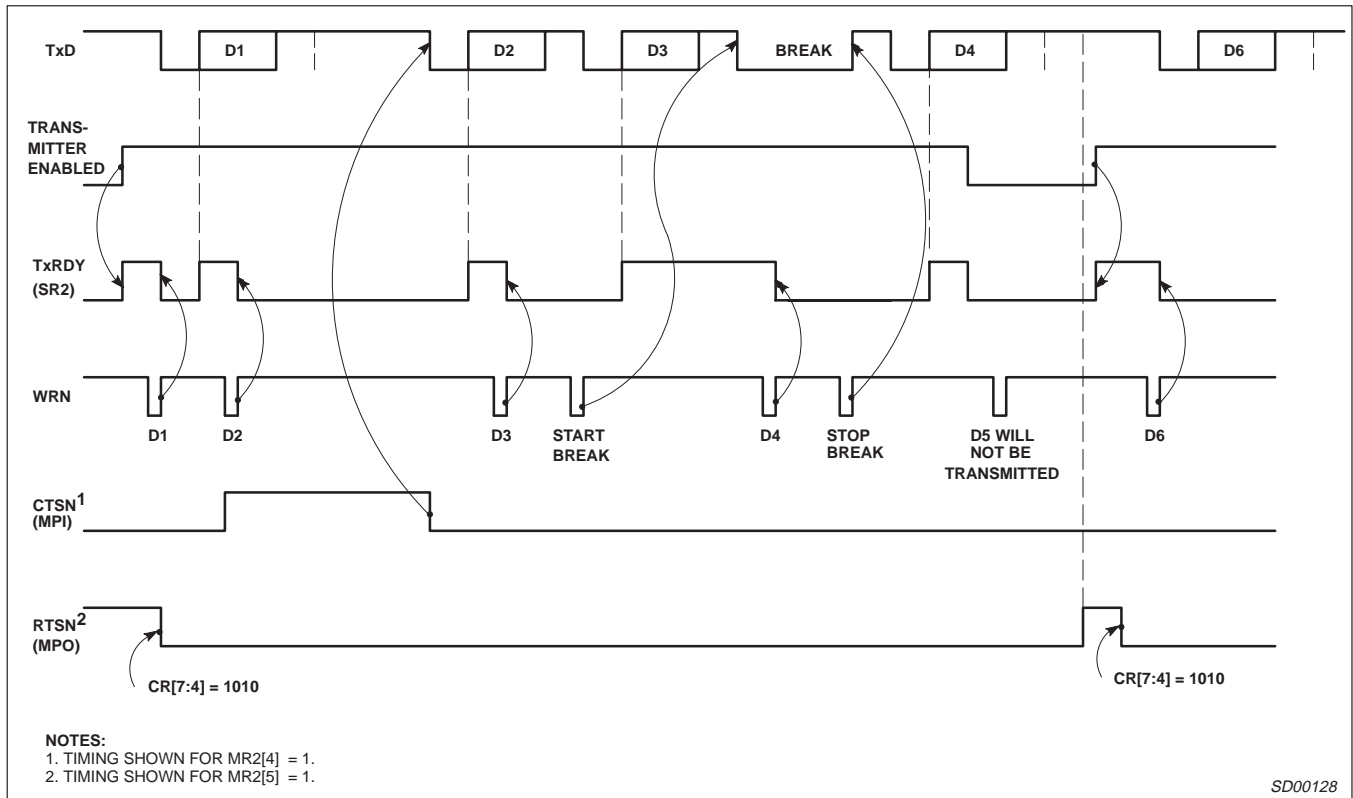 TxD
D1
D2
D3
BREAK
D4
D6
TRANS-
MITTER
ENABLED
TxRDY
(SR2)
WRN
D1
D2
D3
START
BREAK
D4
STOP
BREAK
D5 WILL
NOT BE
TRANSMITTED
D6
CTSN1
(MPI)
RTSN2
(MPO)
CR[7:4] = 1010
CR[7:4] = 1010
NOTES:
1. TIMING SHOWN FOR MR2[4] = 1.
2. TIMING SHOWN FOR MR2[5] = 1.
SD00128